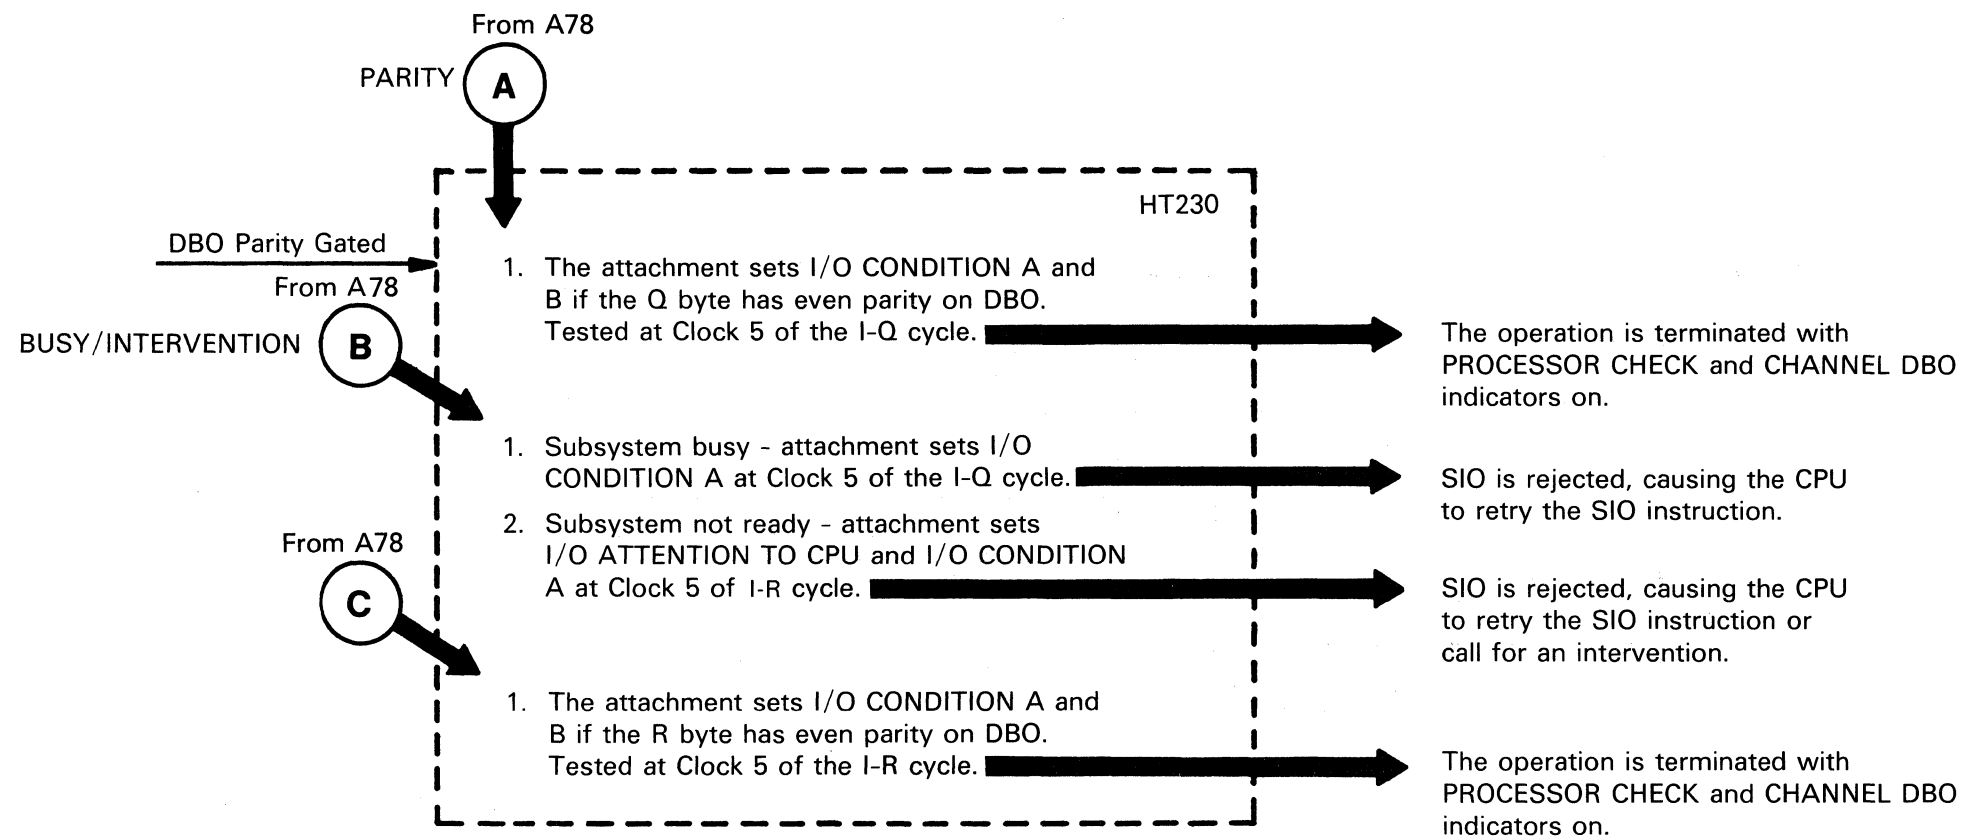 From A78
PARITY
A
HT230
DBO Parity Gated
From A78
BUSY/INTERVENTION
B
1. The attachment sets I/O CONDITION A and
B if the Q byte has even parity on DBO.
Tested at Clock 5 of the I-Q cycle.
The operation is terminated with
PROCESSOR CHECK and CHANNEL DBO
indicators on.
1. Subsystem busy - attachment sets I/O
CONDITION A at Clock 5 of the I-Q cycle.
SIO is rejected, causing the CPU
to retry the SIO instruction.
2. Subsystem not ready - attachment sets
I/O ATTENTION TO CPU and I/O CONDITION
A at Clock 5 of I-R cycle.
SIO is rejected, causing the CPU
to retry the SIO instruction or
call for an intervention.
From A78
C
1. The attachment sets I/O CONDITION A and
B if the R byte has even parity on DBO.
Tested at Clock 5 of the I-R cycle.
The operation is terminated with
PROCESSOR CHECK and CHANNEL DBO
indicators on.